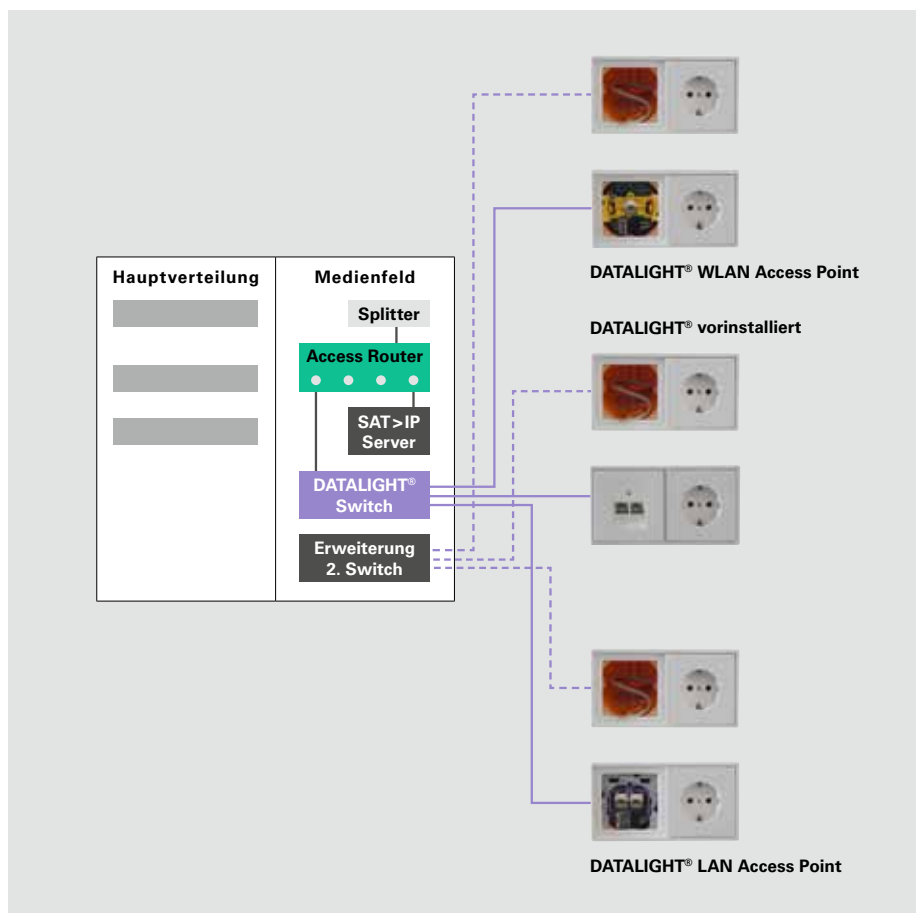 Hauptverteilung
Medienfeld
Splitter
Access Router
SAT>IP
Server
DATALIGHT®
Switch
Erweiterung
2. Switch
DATALIGHT® WLAN Access Point
DATALIGHT® vorinstalliert
DATALIGHT® LAN Access Point